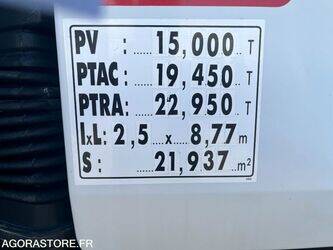 PV : ......15,000...T
PTAC : ...19,450...T
PTRA : ...22,950...T
lxL : 2,5 ...x... 8,77 m
S : ......21,937...m²
AGORASTORE.FR